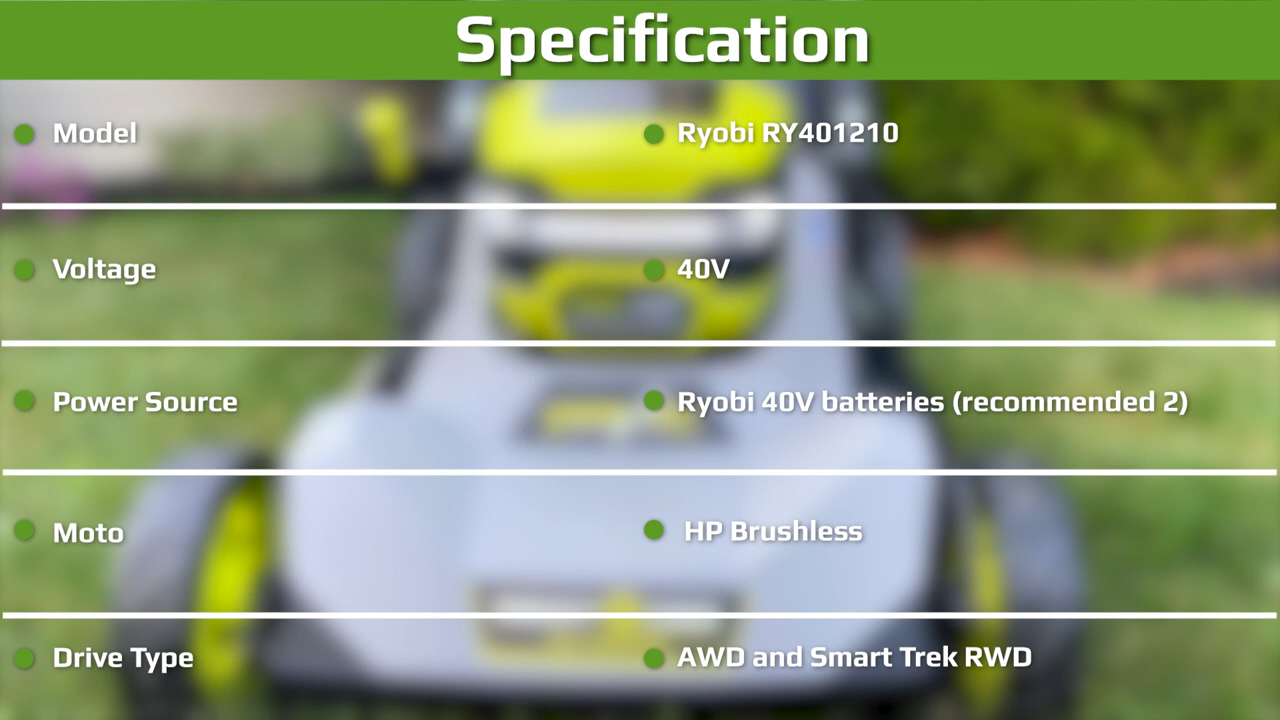 Specification
Model
Ryobi RY401210
Voltage
40V
Power Source
Ryobi 40V batteries (recommended 2)
Moto
HP Brushless
Drive Type
AWD and Smart Trek RWD